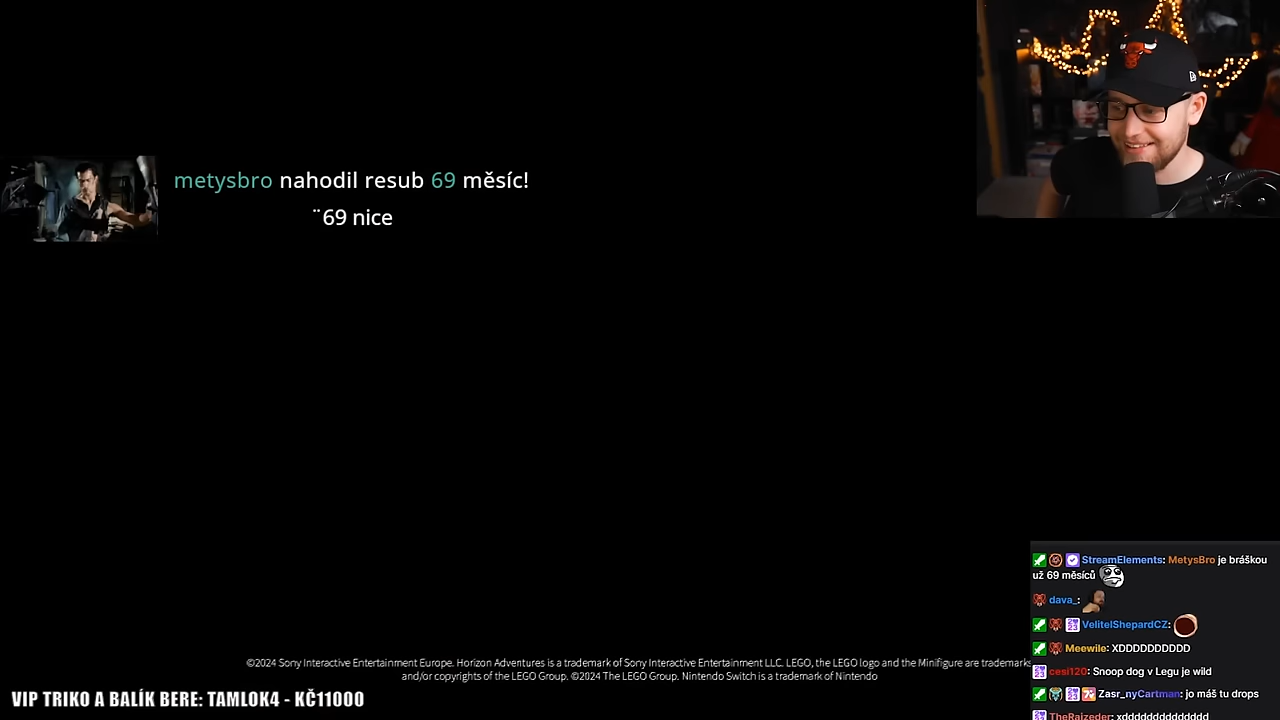 metysbro nahodil resub 69 měsíc!
¨69 nice
StreamElements: MetysBro je bráškou
už 69 měsíců
dava_:
VelitelShepardCZ:
Meewile: XDDDDDDDDDD
cesi120: Snoop dog v Legu je wild
Zasr_nyCartman: jo máš tu drops
TheRaizeder: xddddddddddddddd
©2024 Sony Interactive Entertainment Europe. Horizon Adventures is a trademark of Sony Interactive Entertainment LLC. LEGO, the LEGO logo and the Minifigure are trademarks
and/or copyrights of the LEGO Group. ©2024 The LEGO Group. Nintendo Switch is a trademark of Nintendo
VIP TRIKO A BALÍK BERE: TAMLOK4 - KČ11000